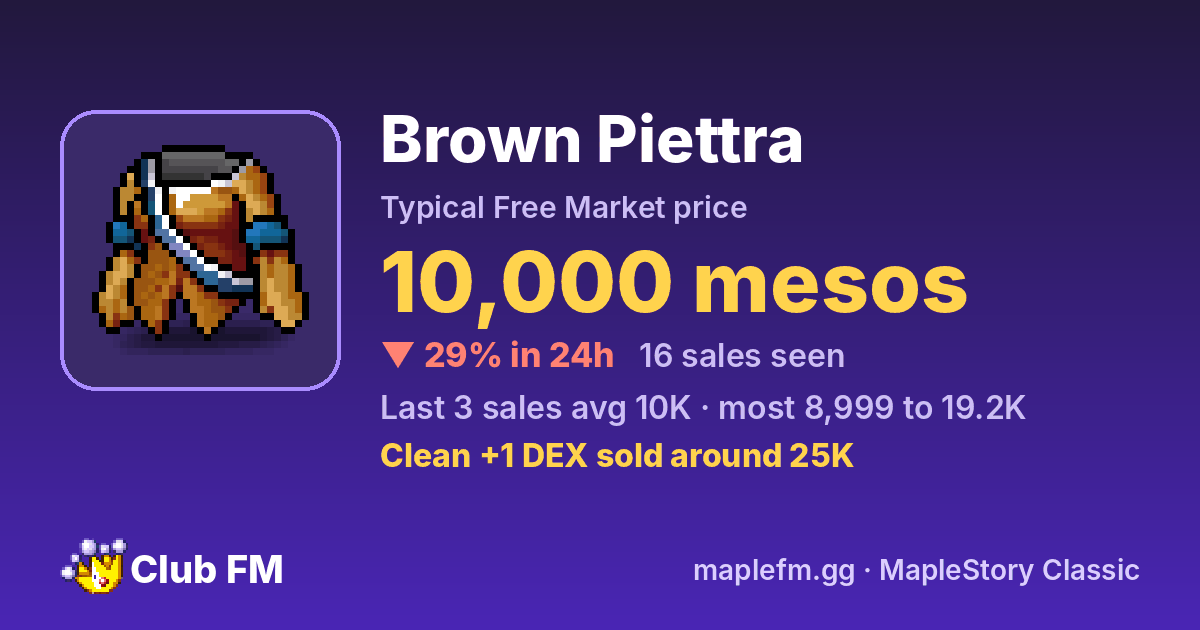 Brown Piettra
Typical Free Market price
10,000 mesos
▼ 29% in 24h 16 sales seen
Last 3 sales avg 10K · most 8,999 to 19.2K
Clean +1 DEX sold around 25K
Club FM
maplefm.gg · MapleStory Classic